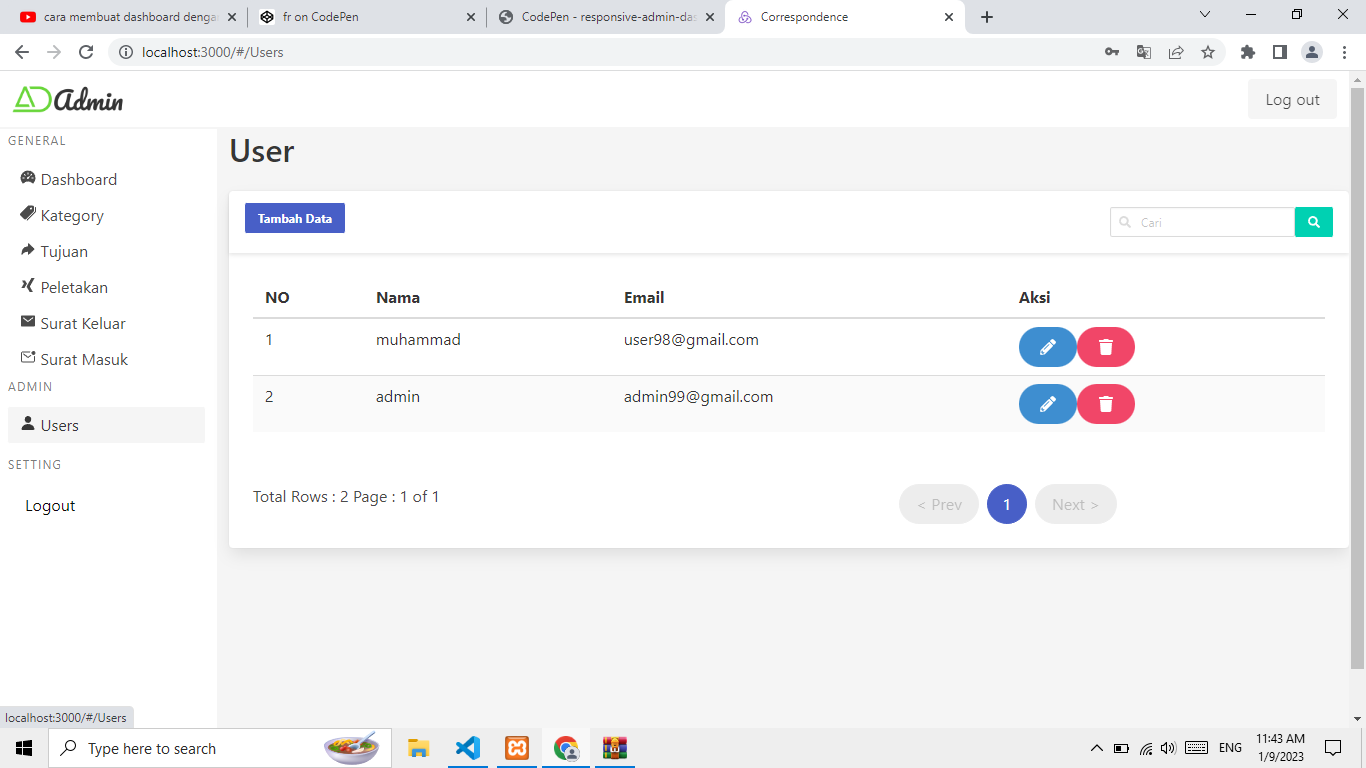 cara membuat dashboard denga
fr on CodePen
CodePen - responsive-admin-das
Correspondence
localhost:3000/#/Users
AD Admin
Log out
GENERAL
Dashboard
Kategory
Tujuan
Peletakan
Surat Keluar
Surat Masuk
ADMIN
Users
SETTING
Logout
User
Tambah Data
Cari
NO Nama Email Aksi
1 muhammad user98@gmail.com
2 admin admin99@gmail.com
Total Rows : 2 Page : 1 of 1
< Prev 1 Next >
localhost:3000/#/Users
Type here to search
ENG
11:43 AM
1/9/2023